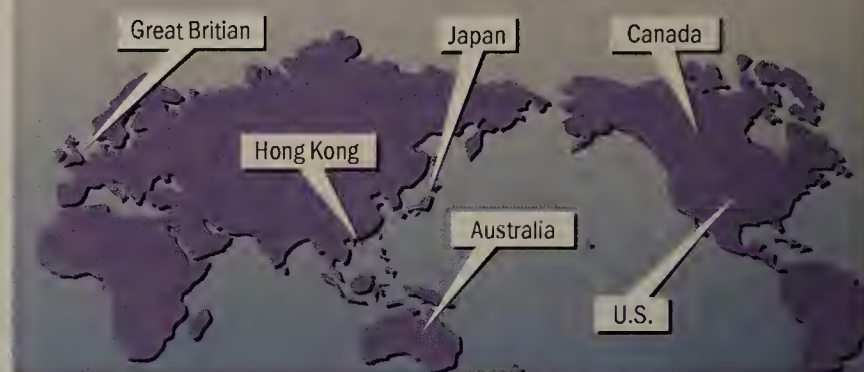 Great Britian
Japan
Canada
Hong Kong
Australia
U.S.